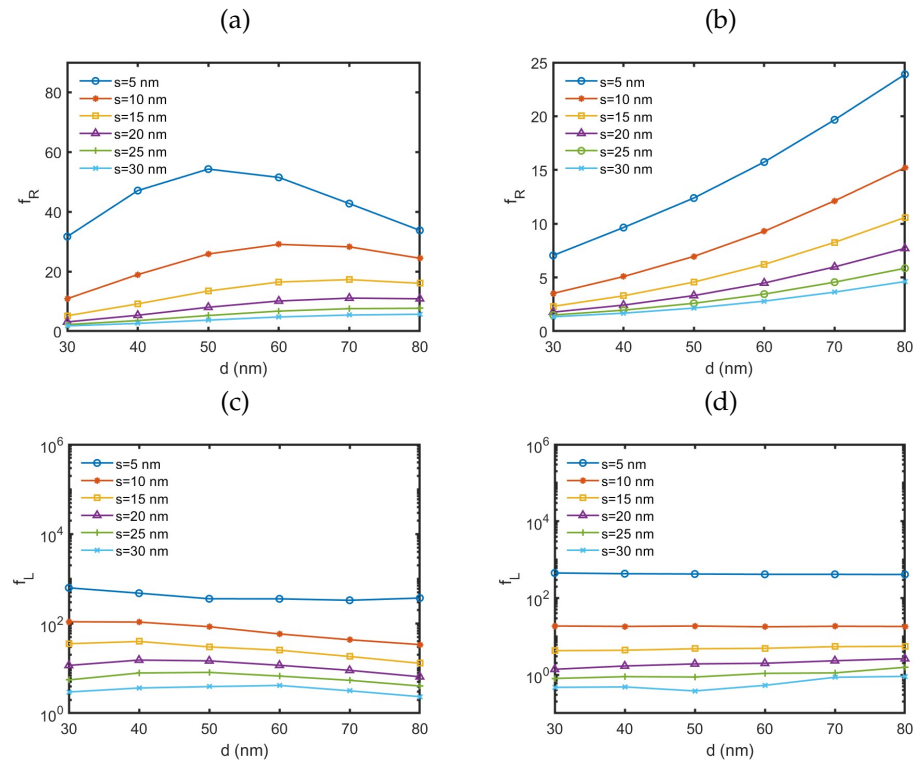 (a)
90
80
60
40
20
0
f_R
s=5 nm
s=10 nm
s=15 nm
s=20 nm
s=25 nm
s=30 nm
30 40 50 60 70 80
d (nm)
(b)
25
20
15
10
5
0
f_R
s=5 nm
s=10 nm
s=15 nm
s=20 nm
s=25 nm
s=30 nm
30 40 50 60 70 80
d (nm)
(c)
10^6
10^4
10^2
10^0
f_L
s=5 nm
s=10 nm
s=15 nm
s=20 nm
s=25 nm
s=30 nm
30 40 50 60 70 80
d (nm)
(d)
10^6
10^4
10^2
10^0
f_L
s=5 nm
s=10 nm
s=15 nm
s=20 nm
s=25 nm
s=30 nm
30 40 50 60 70 80
d (nm)